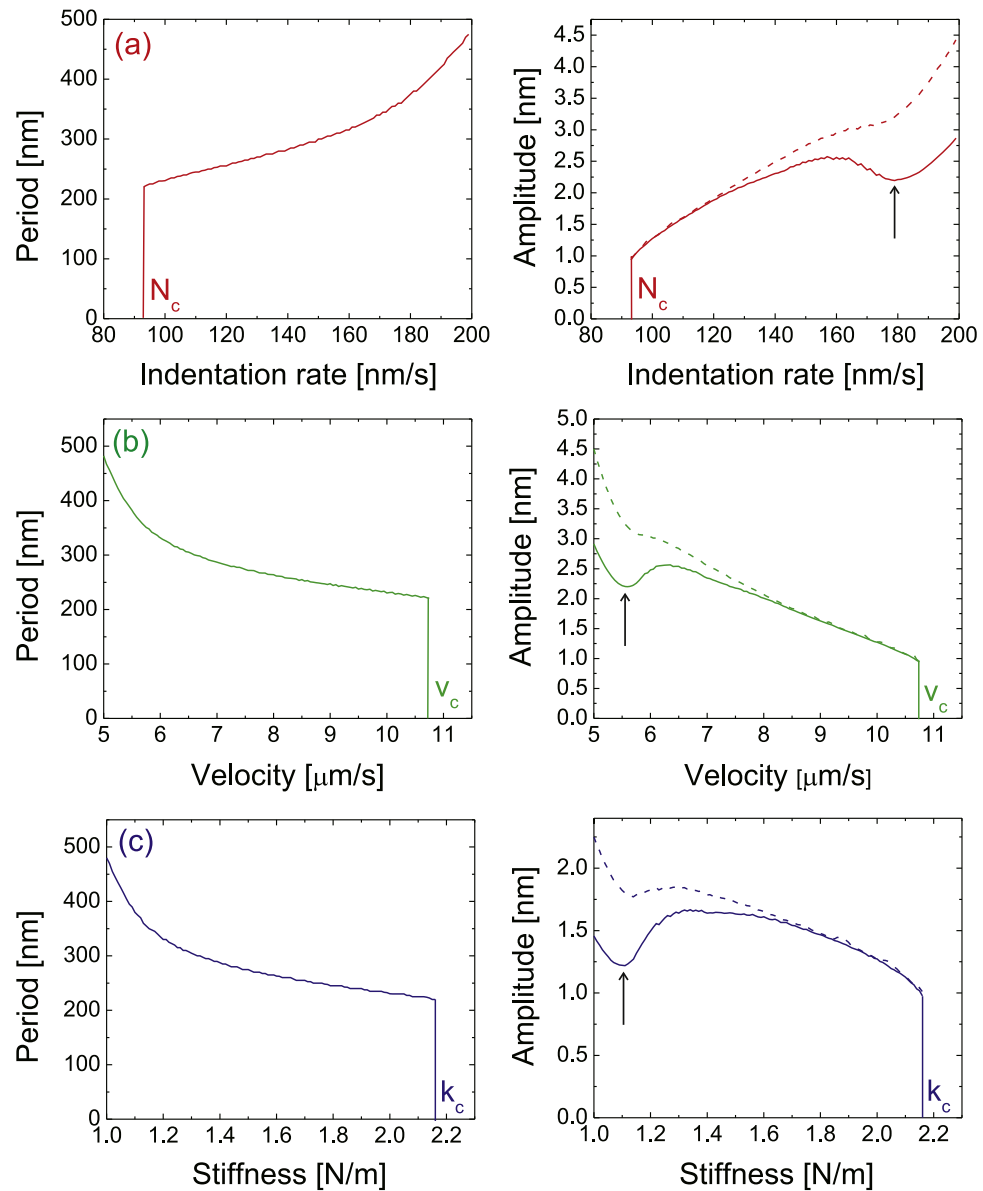 500
400
300
200
100
0
Period [nm]
(a)
N_c
80 100 120 140 160 180 200
Indentation rate [nm/s]
4.5
4.0
3.5
3.0
2.5
2.0
1.5
1.0
0.5
0.0
Amplitude [nm]
N_c
80 100 120 140 160 180 200
Indentation rate [nm/s]
500
400
300
200
100
0
Period [nm]
(b)
v_c
5 6 7 8 9 10 11
Velocity [μm/s]
5.0
4.5
4.0
3.5
3.0
2.5
2.0
1.5
1.0
0.5
0.0
Amplitude [nm]
v_c
5 6 7 8 9 10 11
Velocity [μm/s]
500
400
300
200
100
0
Period [nm]
(c)
k_c
1.0 1.2 1.4 1.6 1.8 2.0 2.2
Stiffness [N/m]
2.0
1.5
1.0
0.5
0.0
Amplitude [nm]
k_c
1.0 1.2 1.4 1.6 1.8 2.0 2.2
Stiffness [N/m]